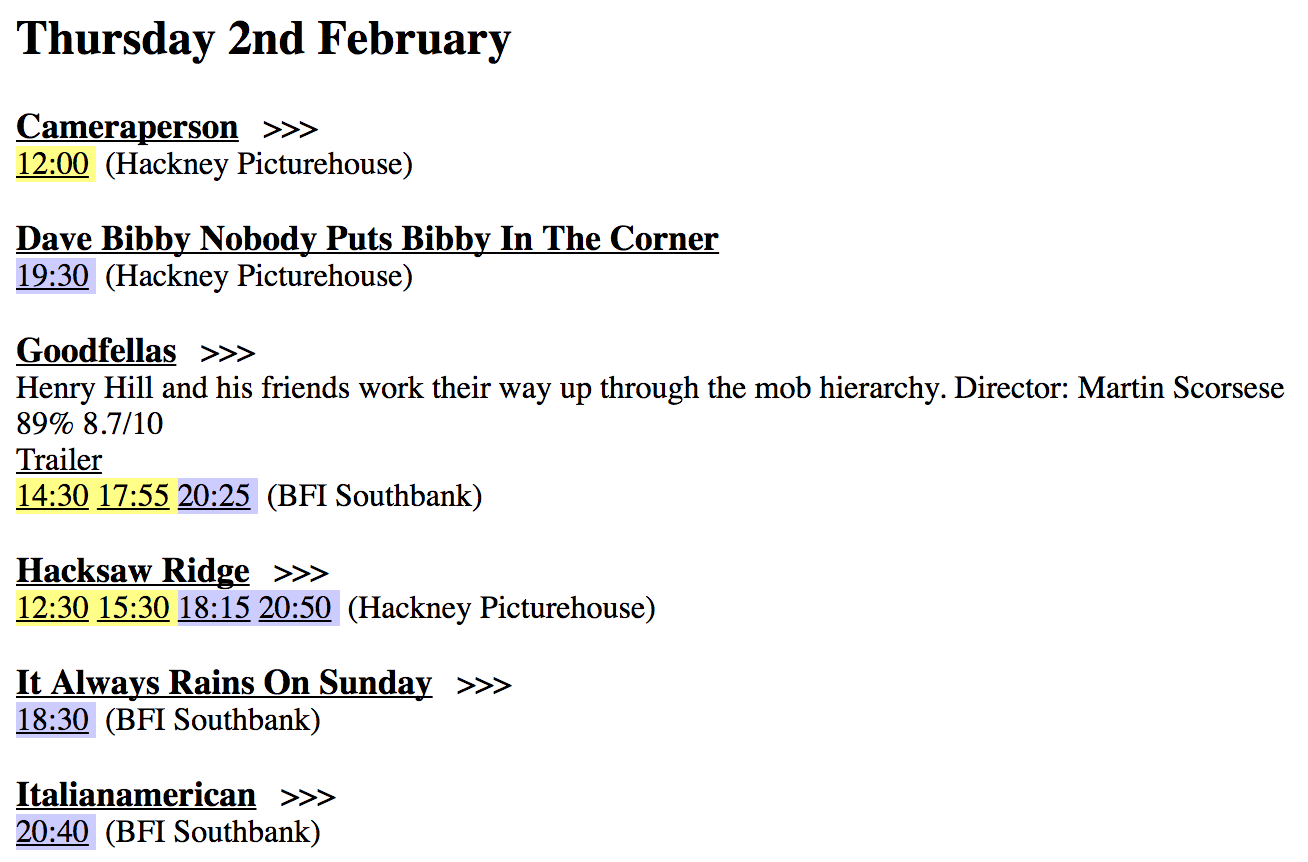 Thursday 2nd February
Cameraperson >>>
12:00 (Hackney Picturehouse)
Dave Bibby Nobody Puts Bibby In The Corner
19:30 (Hackney Picturehouse)
Goodfellas >>>
Henry Hill and his friends work their way up through the mob hierarchy. Director: Martin Scorsese
89% 8.7/10
Trailer
14:30 17:55 20:25 (BFI Southbank)
Hacksaw Ridge >>>
12:30 15:30 18:15 20:50 (Hackney Picturehouse)
It Always Rains On Sunday >>>
18:30 (BFI Southbank)
Italianamerican >>>
20:40 (BFI Southbank)